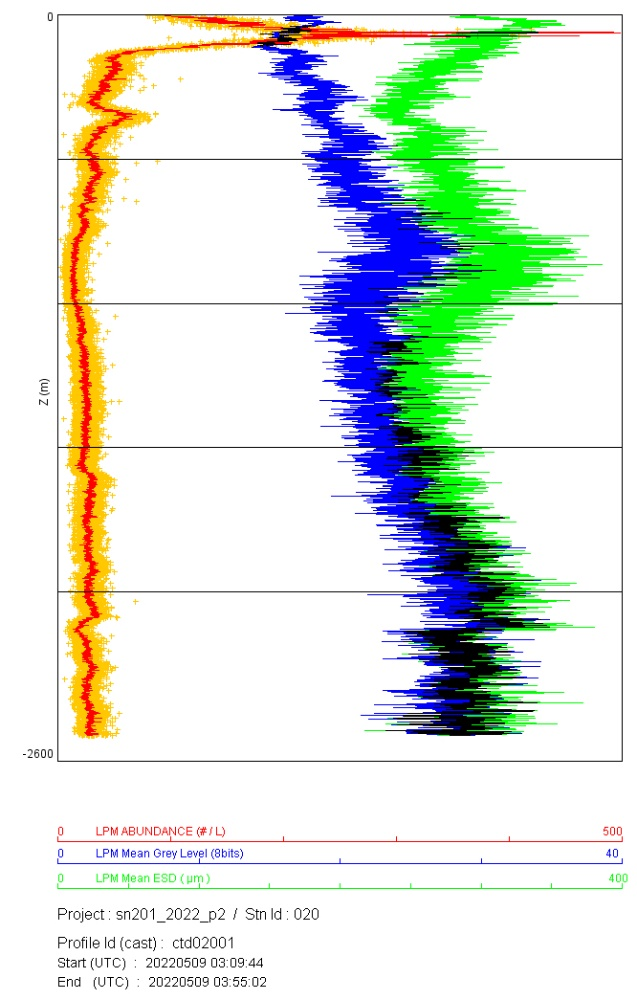 0
Z (m)
-2600
0 LPM ABUNDANCE (# / L) 500
0 LPM Mean Grey Level (8bits) 40
0 LPM Mean ESD ( µm ) 400
Project : sn201_2022_p2 / Stn Id : 020
Profile Id (cast) : ctd02001
Start (UTC) : 20220509 03:09:44
End (UTC) : 20220509 03:55:02